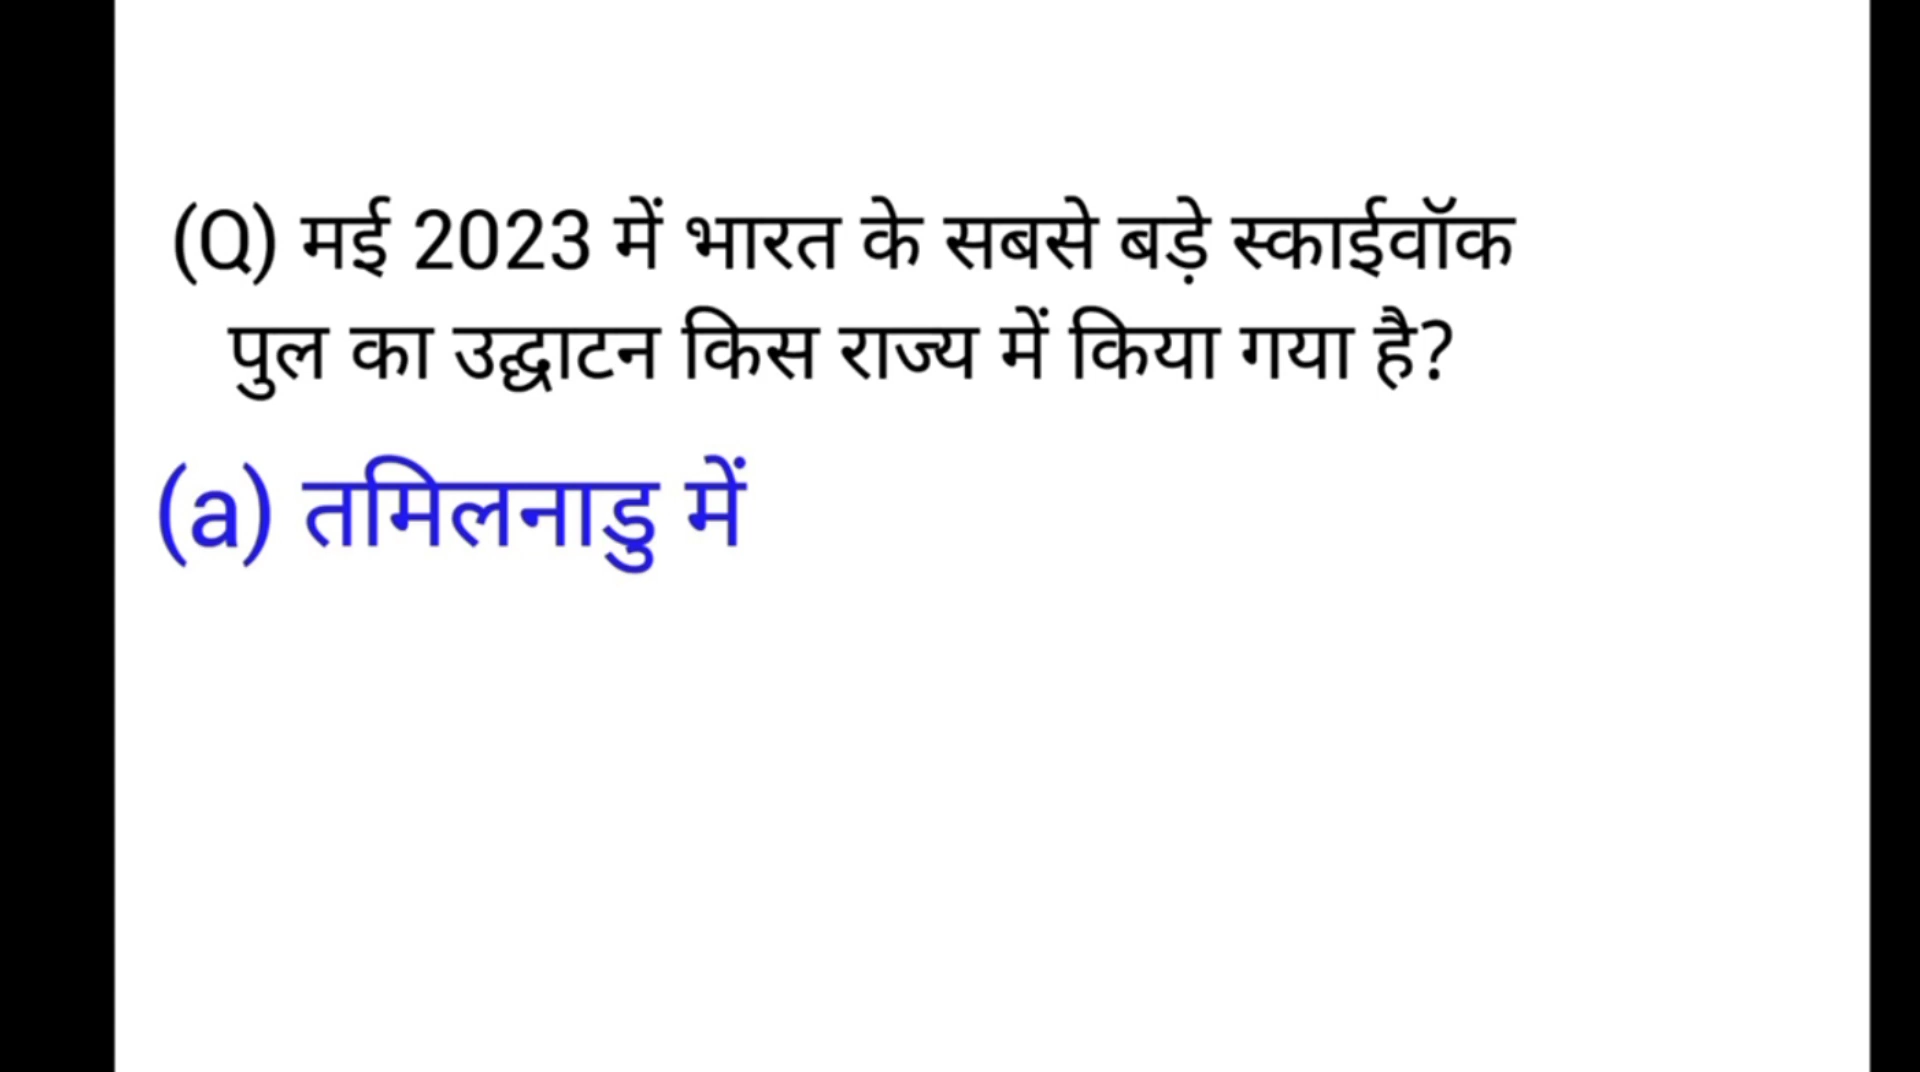 (Q) मई 2023 में भारत के सबसे बड़े स्काईवॉक
पुल का उद्घाटन किस राज्य में किया गया है?
(a) तमिलनाडु में